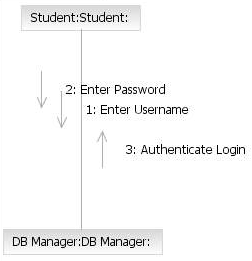 Student:Student:
2: Enter Password
1: Enter Username
3: Authenticate Login
DB Manager:DB Manager: